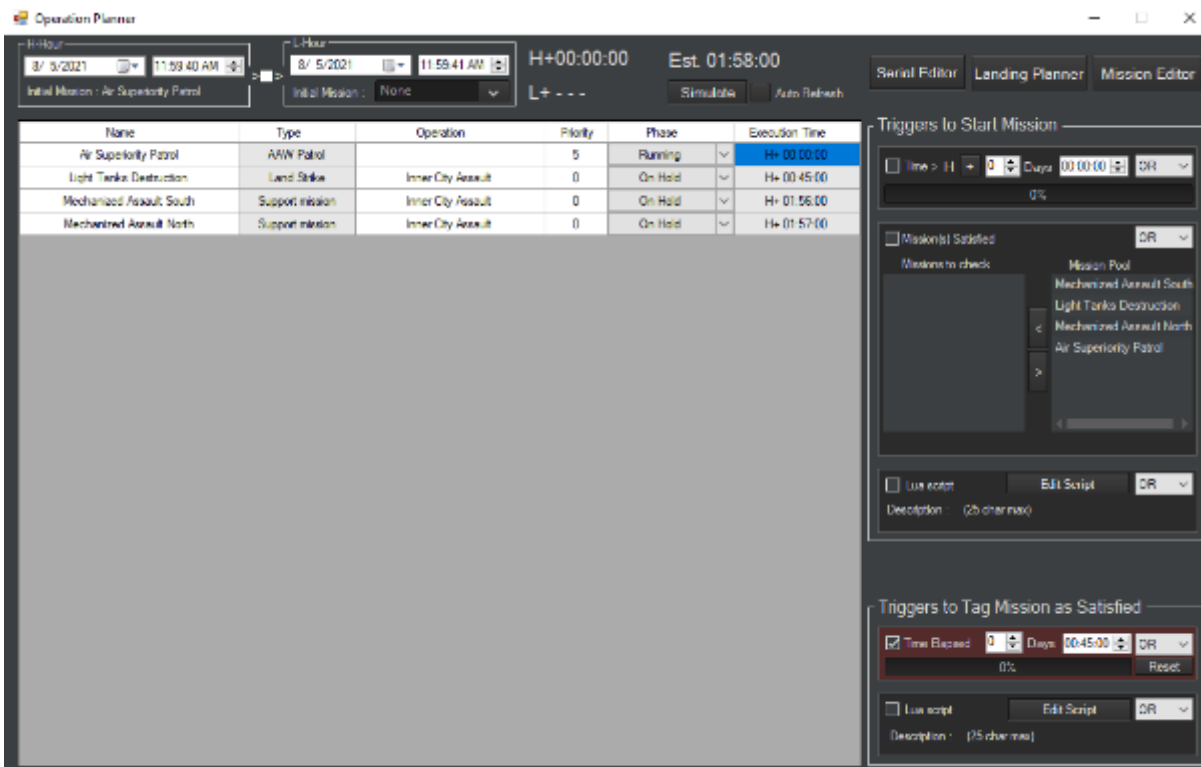 Operation Planner
H-Hour
8/ 5/2021 11:59:40 AM
Initial Mission : Air Superiority Patrol
L-Hour
8/ 5/2021 11:59:41 AM
Initial Mission : None
H+00:00:00 Est. 01:58:00
L+ - - -
Simulate Auto Refresh
Serial Editor Landing Planner Mission Editor
Name Type Operation Priority Phase Execution Time
Air Superiority Patrol AAW Patrol 5 Running H+ 00:00:00
Light Tanks Destruction Land Strike Inner City Assault 0 On Hold H+ 00:45:00
Mechanized Assault South Support mission Inner City Assault 0 On Hold H+ 01:56:00
Mechanized Assault North Support mission Inner City Assault 0 On Hold H+ 01:57:00
Triggers to Start Mission
Time > H + 0 Days 00:00:00 OR
0%
Mission(s) Satisfied OR
Missions to check Mission Pool
Mechanized Assault South
Light Tanks Destruction
Mechanized Assault North
Air Superiority Patrol
<
>
Lua script Edit Script OR
Description : (25 char max)
Triggers to Tag Mission as Satisfied
Time Elapsed 0 Days 00:45:00 OR
0% Reset
Lua script Edit Script OR
Description : (25 char max)